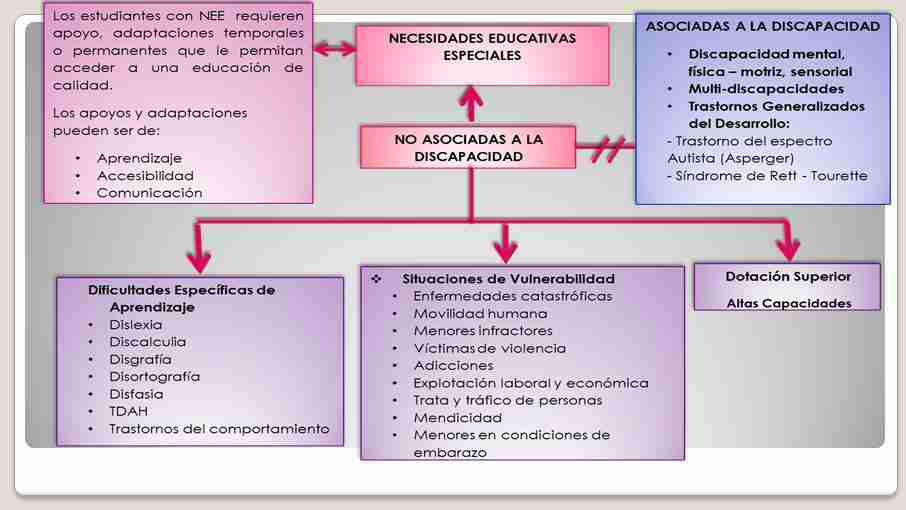 Los estudiantes con NEE requieren
apoyo, adaptaciones temporales
o permanentes que le permitan
acceder a una educación de
calidad.
Los apoyos y adaptaciones
pueden ser de:
• Aprendizaje
• Accesibilidad
• Comunicación
NECESIDADES EDUCATIVAS
ESPECIALES
NO ASOCIADAS A LA
DISCAPACIDAD
ASOCIADAS A LA DISCAPACIDAD
• Discapacidad mental,
física – motriz, sensorial
• Multi-discapacidades
• Trastornos Generalizados
del Desarrollo:
- Trastorno del espectro
Autista (Asperger)
- Síndrome de Rett - Tourette
Dificultades Específicas de
Aprendizaje
• Dislexia
• Discalculia
• Disgrafía
• Disortografía
• Disfasia
• TDAH
• Trastornos del comportamiento
❖ Situaciones de Vulnerabilidad
• Enfermedades catastróficas
• Movilidad humana
• Menores infractores
• Víctimas de violencia
• Adicciones
• Explotación laboral y económica
• Trata y tráfico de personas
• Mendicidad
• Menores en condiciones de
embarazo
Dotación Superior
Altas Capacidades